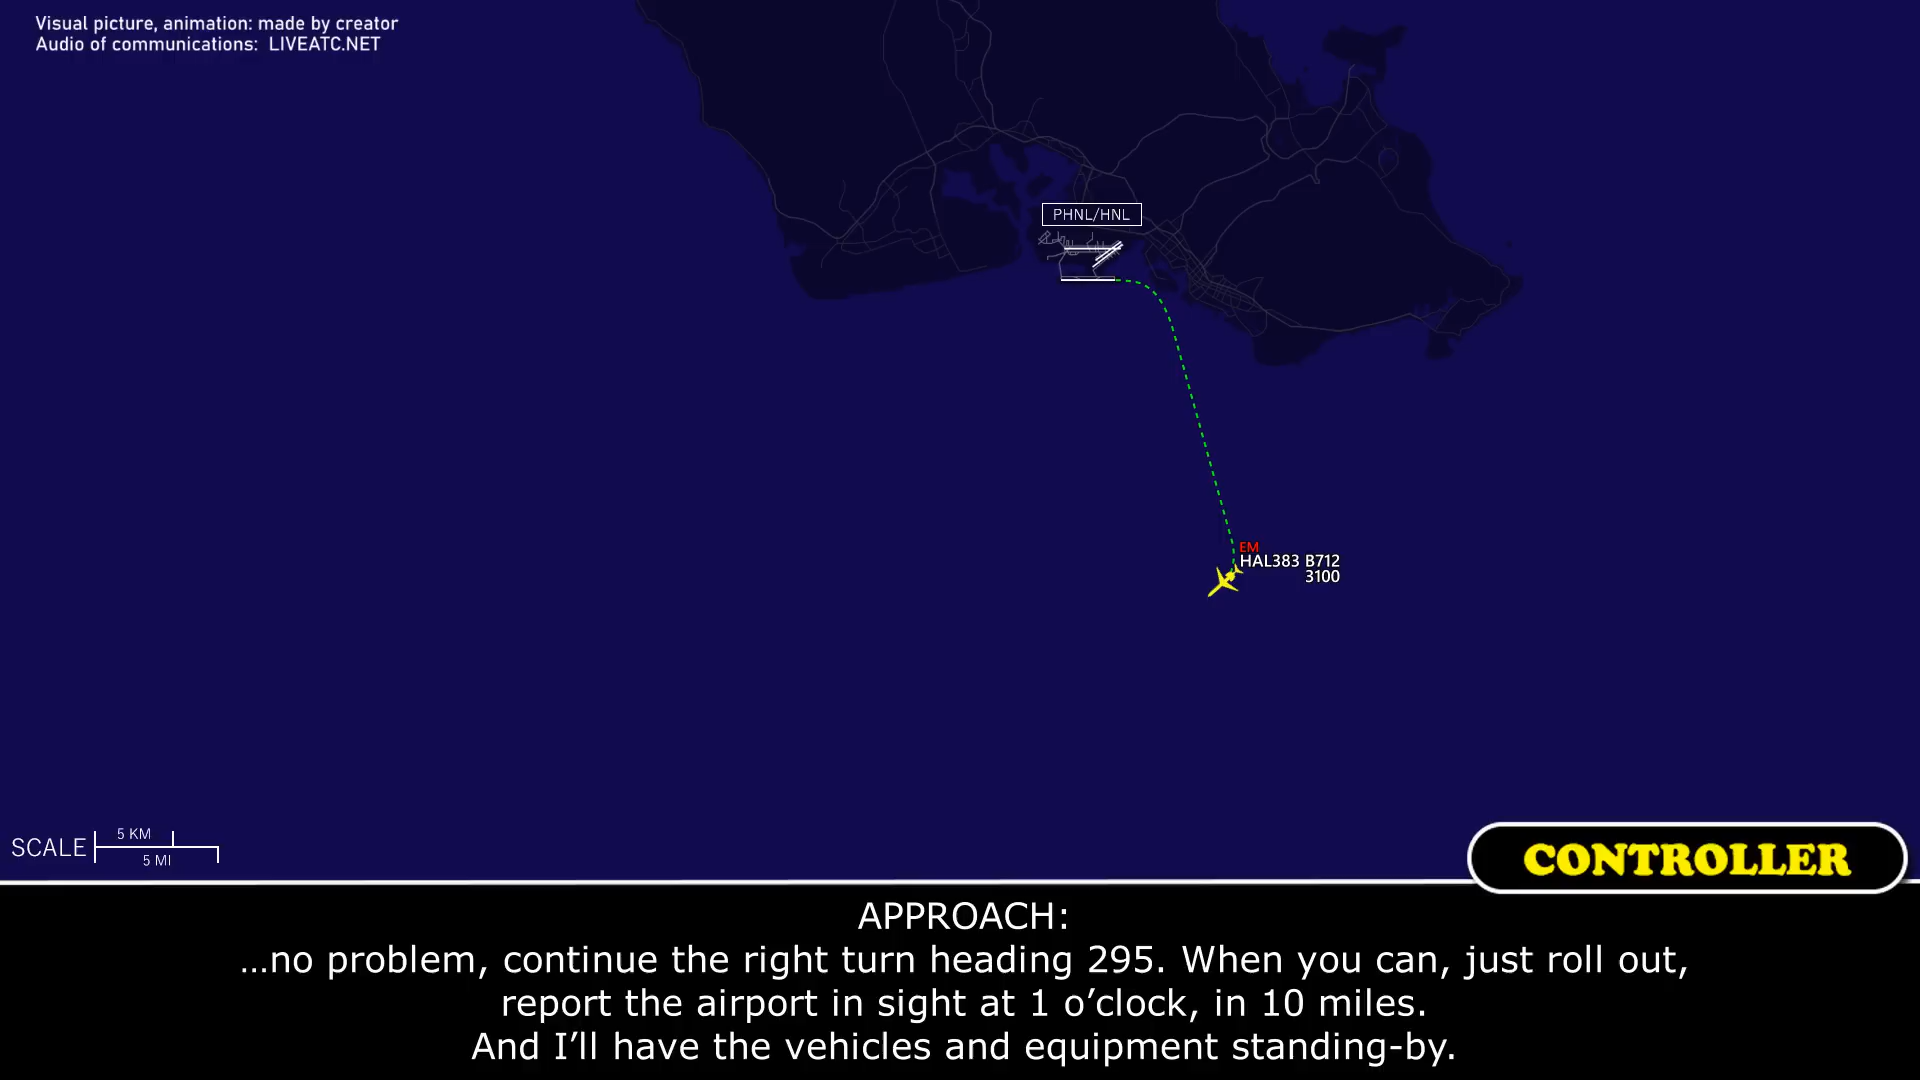 Visual picture, animation: made by creator
Audio of communications: LIVEATC.NET
PHNL/HNL
EM
HAL383 B712
3100
5 KM
SCALE
5 MI
CONTROLLER
APPROACH:
…no problem, continue the right turn heading 295. When you can, just roll out,
report the airport in sight at 1 o’clock, in 10 miles.
And I’ll have the vehicles and equipment standing-by.